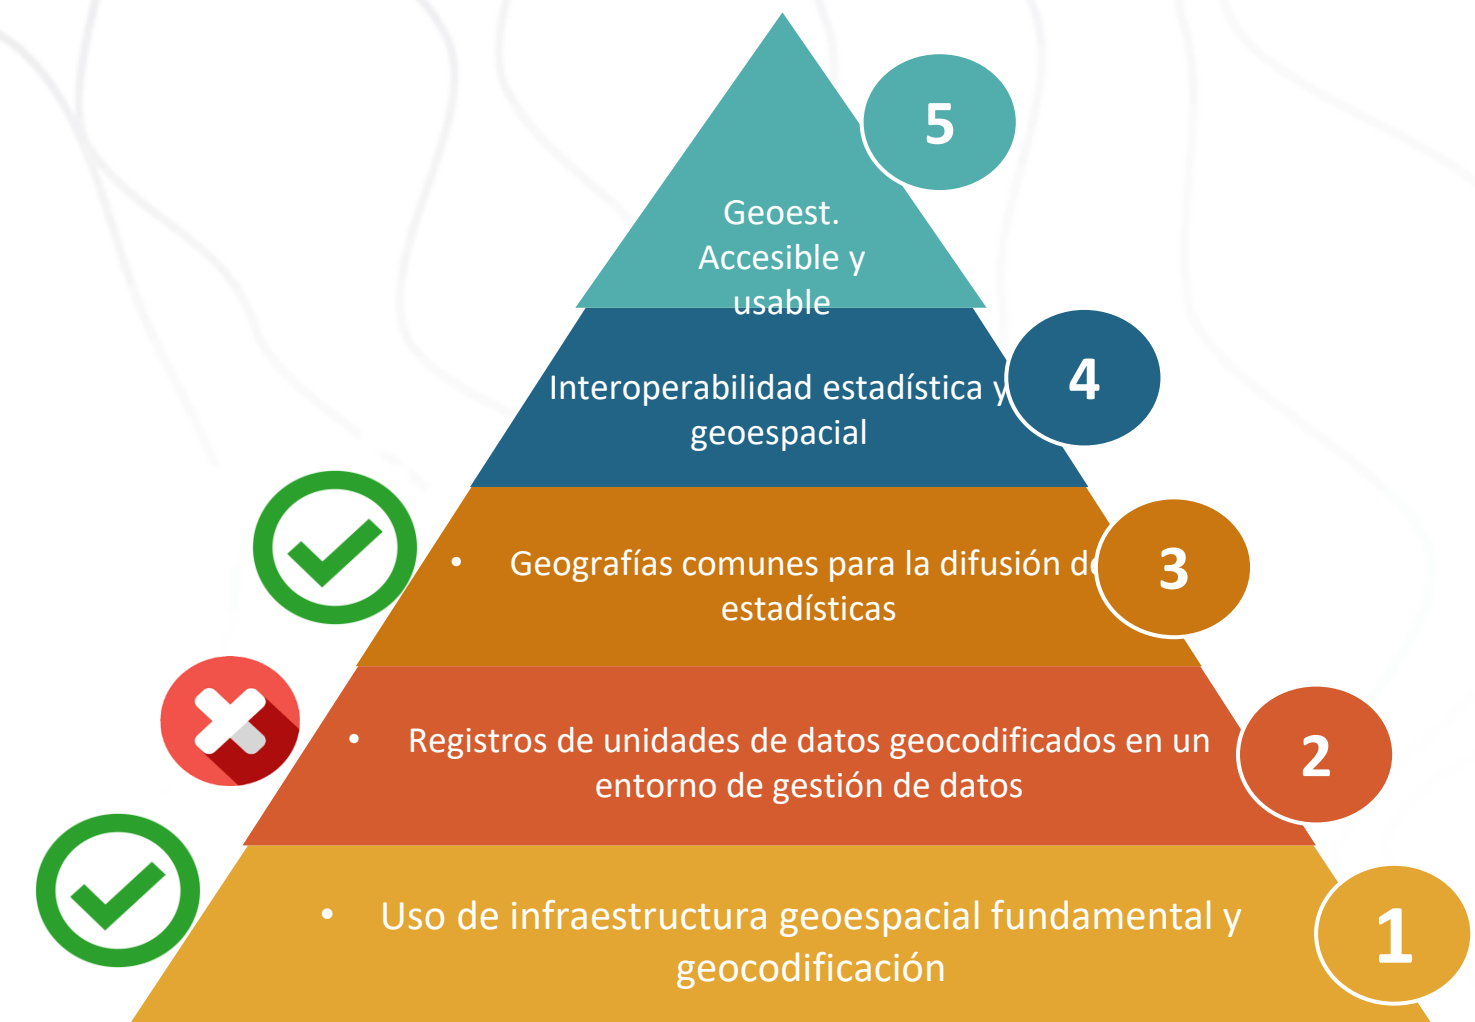 5
Geoest.
Accesible y
usable
Interoperabilidad estadística y
geoespacial
4
• Geografías comunes para la difusión de
estadísticas
3
• Registros de unidades de datos geocodificados en un
entorno de gestión de datos
2
• Uso de infraestructura geoespacial fundamental y
geocodificación
1